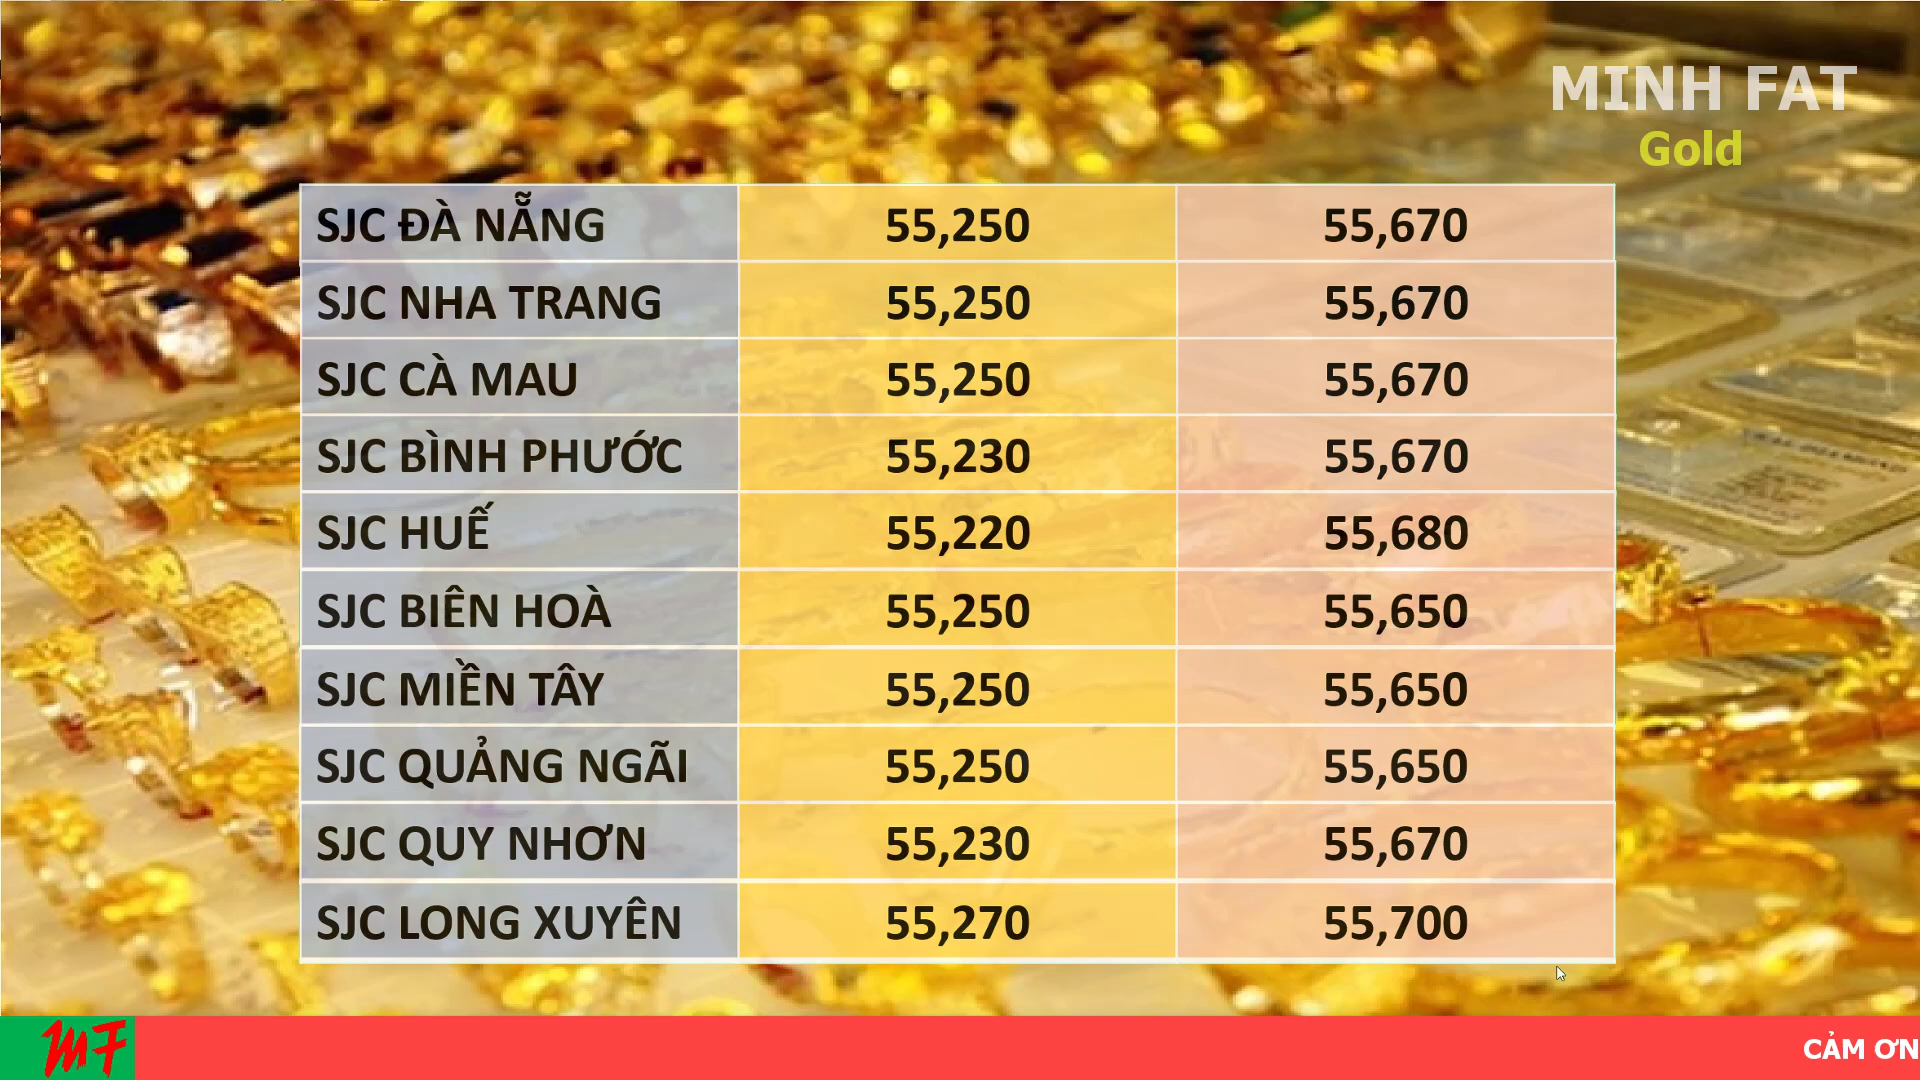 MINH FAT
Gold
SJC ĐÀ NẴNG 55,250 55,670
SJC NHA TRANG 55,250 55,670
SJC CÀ MAU 55,250 55,670
SJC BÌNH PHƯỚC 55,230 55,670
SJC HUẾ 55,220 55,680
SJC BIÊN HOÀ 55,250 55,650
SJC MIỀN TÂY 55,250 55,650
SJC QUẢNG NGÃI 55,250 55,650
SJC QUY NHƠN 55,230 55,670
SJC LONG XUYÊN 55,270 55,700
MF
CẢM ƠN